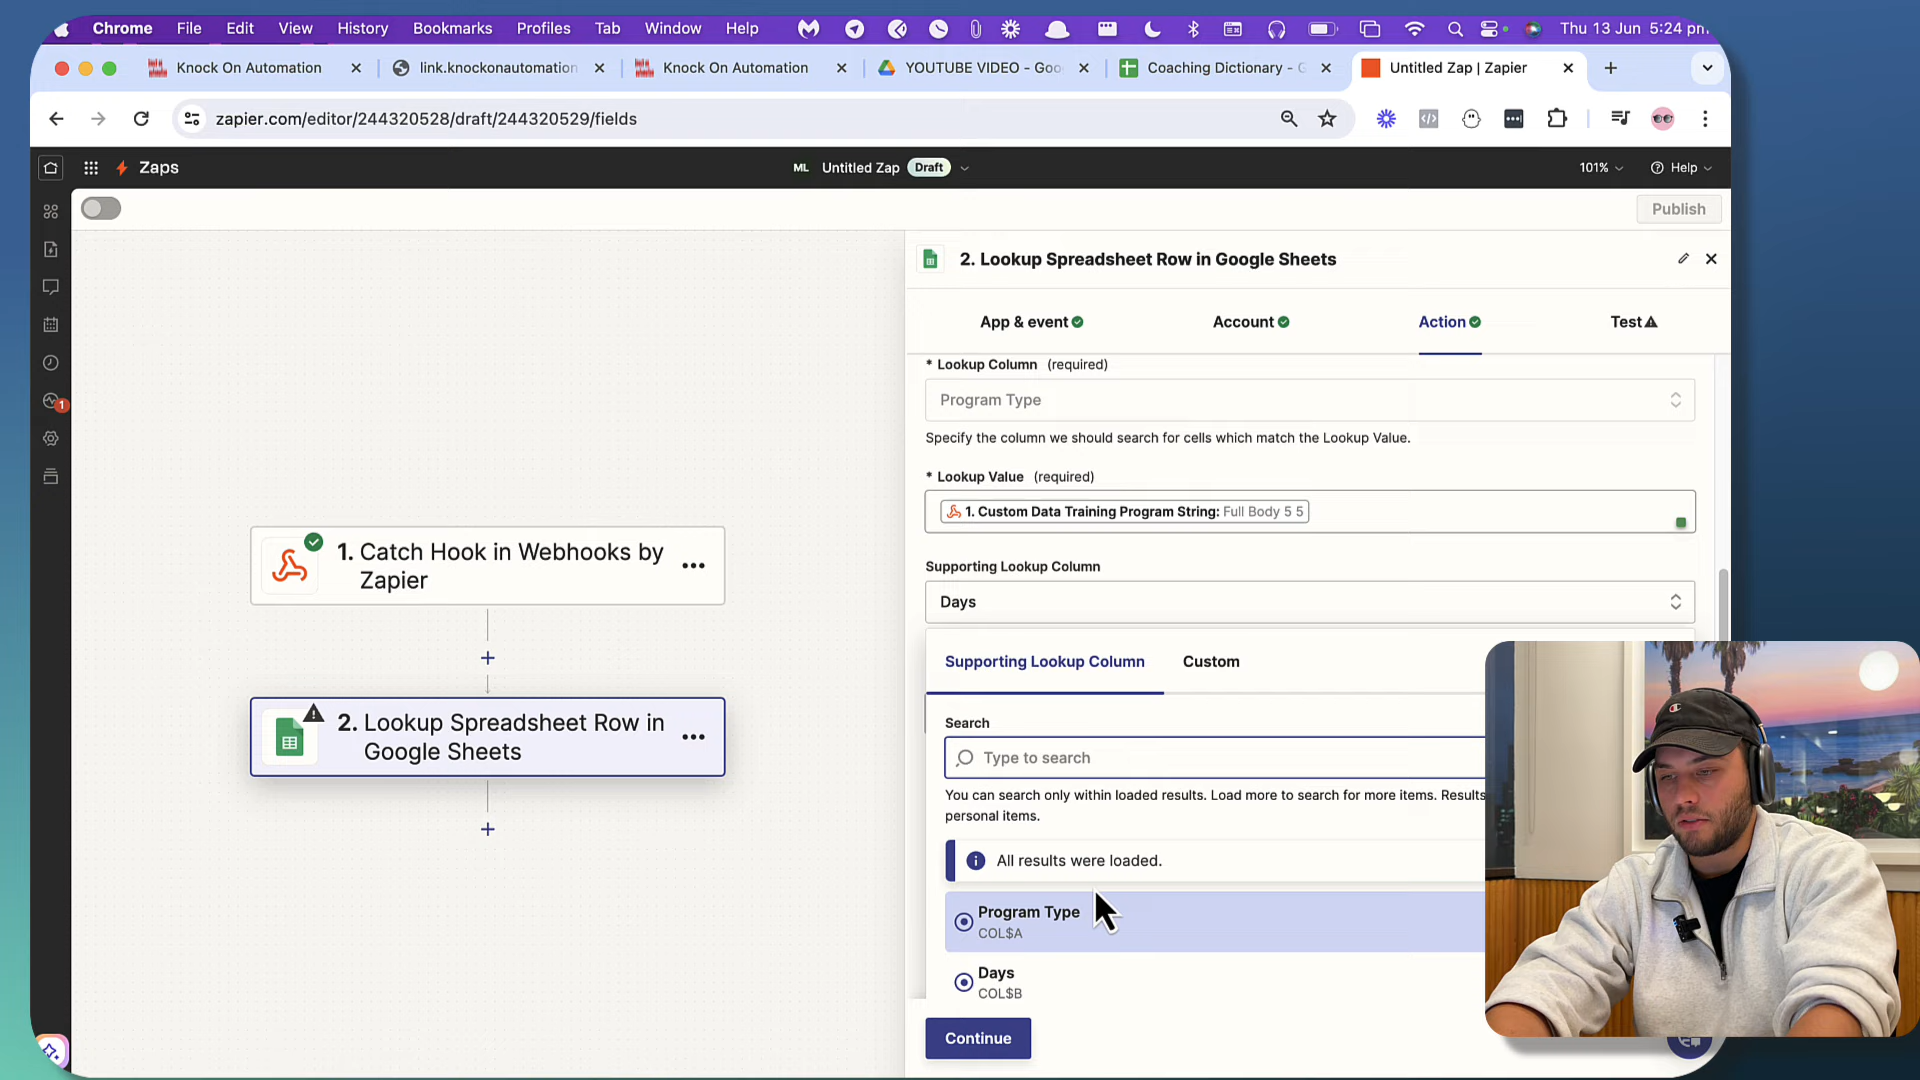 Chrome File Edit View History Bookmarks Profiles Tab Window Help Thu 13 Jun 5:24 pm
Knock On Automation
link.knockonautomation
Knock On Automation
YOUTUBE VIDEO - Goo
Coaching Dictionary - G
Untitled Zap | Zapier
zapier.com/editor/244320528/draft/244320529/fields
Zaps
ML Untitled Zap Draft
101%
Help
Publish
1
1. Catch Hook in Webhooks by
Zapier
2. Lookup Spreadsheet Row in
Google Sheets
2. Lookup Spreadsheet Row in Google Sheets
App & event
Account
Action
Test
* Lookup Column (required)
Program Type
Specify the column we should search for cells which match the Lookup Value.
* Lookup Value (required)
1. Custom Data Training Program String: Full Body 5 5
Supporting Lookup Column
Days
Supporting Lookup Column
Custom
Search
Type to search
You can search only within loaded results. Load more to search for more items. Results
personal items.
All results were loaded.
Program Type
COL$A
Days
COL$B
Continue